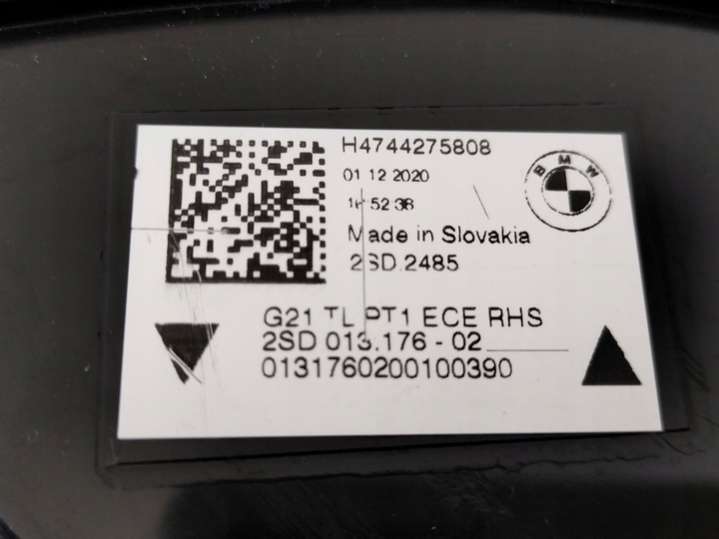 H4744275808
01 12 2020
16 52 38
BMW
Made in Slovakia
2SD.2485
G21 TL PT1 ECE RHS
2SD 013.176 - 02
0131760200100390